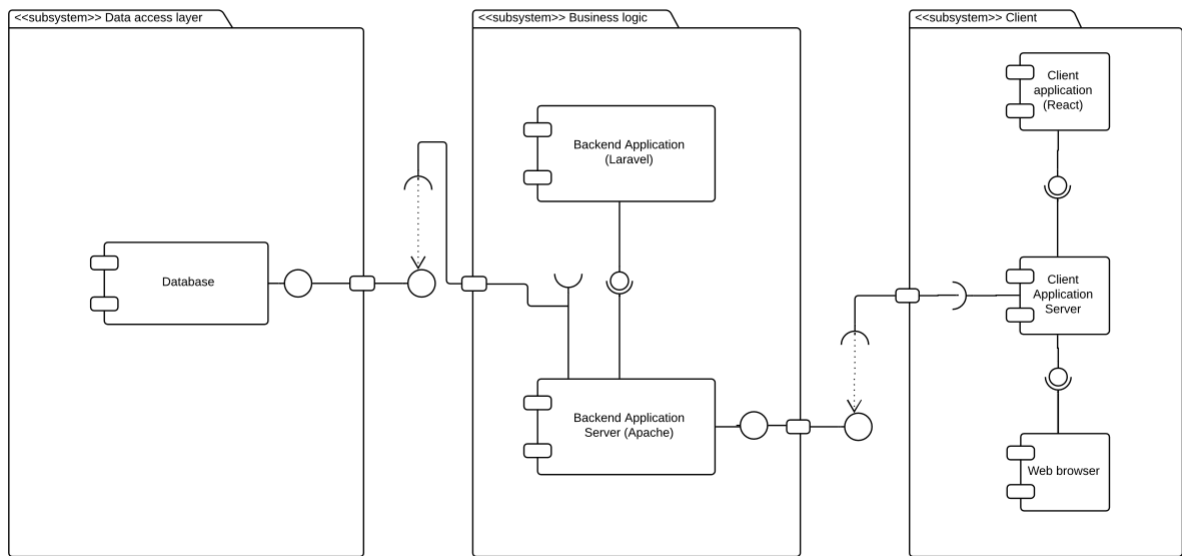 <<subsystem>> Data access layer
Database
<<subsystem>> Business logic
Backend Application
(Laravel)
Backend Application
Server (Apache)
<<subsystem>> Client
Client
application
(React)
Client
Application
Server
Web browser